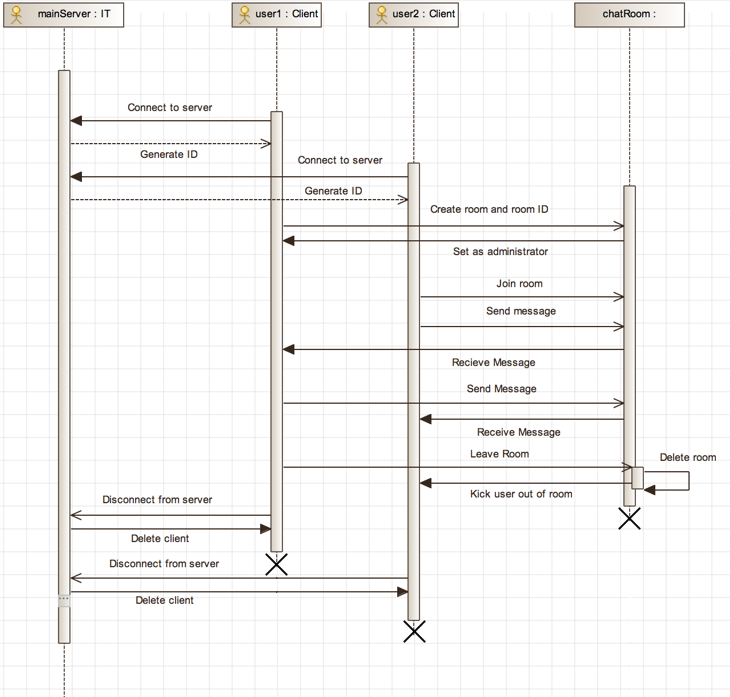 mainServer : IT
user1 : Client
user2 : Client
chatRoom :
Connect to server
Generate ID
Connect to server
Generate ID
Create room and room ID
Set as administrator
Join room
Send message
Recieve Message
Send Message
Receive Message
Leave Room
Delete room
Kick user out of room
Disconnect from server
Delete client
Disconnect from server
Delete client